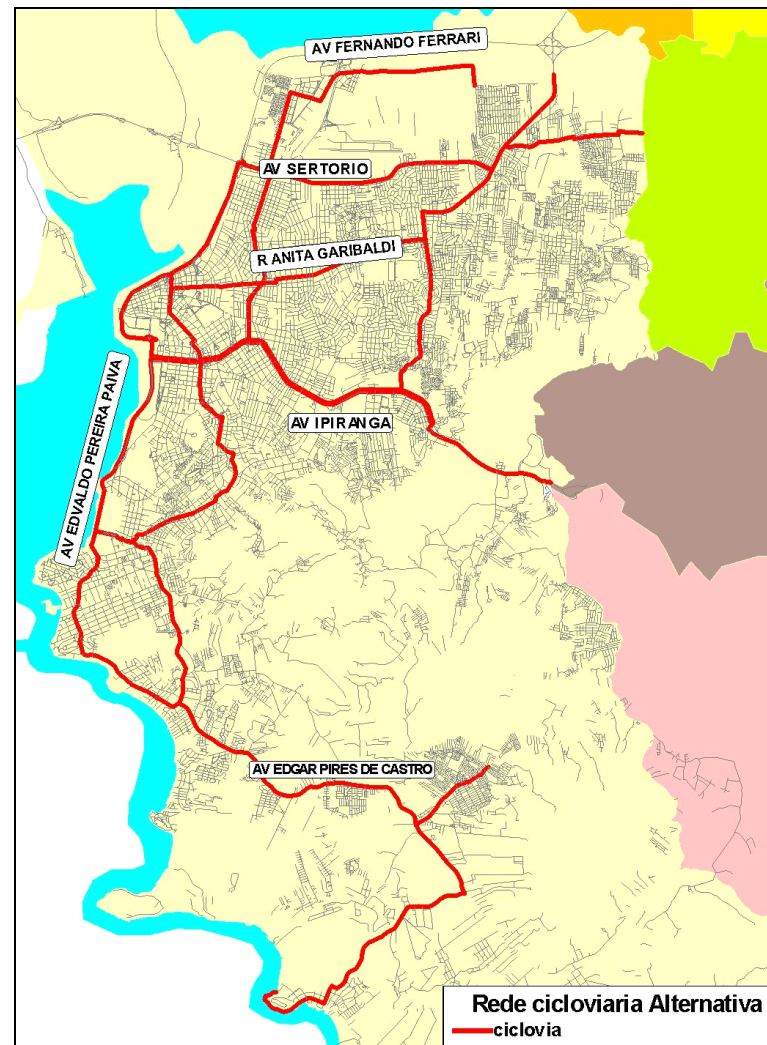 AV FERNANDO FERRARI
AV SERTORIO
R ANITA GARIBALDI
AV EDVALDO PEREIRA PAIVA
AV IPIRANGA
AV EDGAR PIRES DE CASTRO
Rede cicloviaria Alternativa
ciclovia